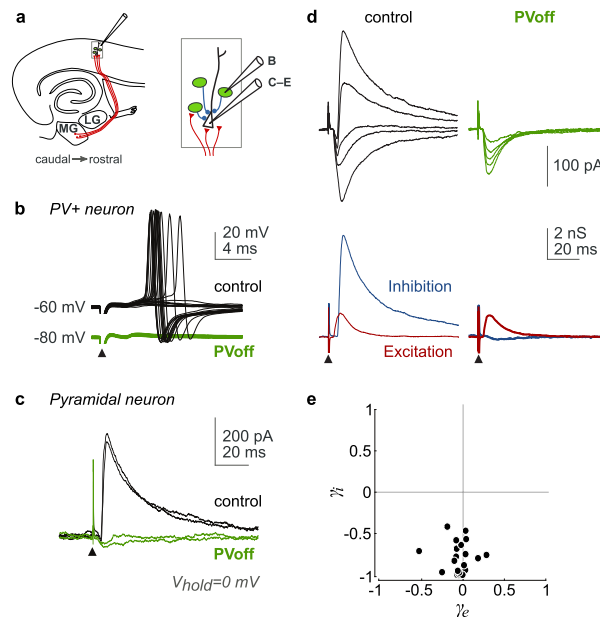 a
B
C–E
MG
LG
caudal → rostral
b PV+ neuron
20 mV
4 ms
control
-60 mV
-80 mV
PVoff
c Pyramidal neuron
200 pA
20 ms
control
PVoff
Vhold=0 mV
d control PVoff
100 pA
2 nS
20 ms
Inhibition
Excitation
e
1
0.5
0
-0.5
-1
γi
-1 -0.5 0 0.5 1
γe